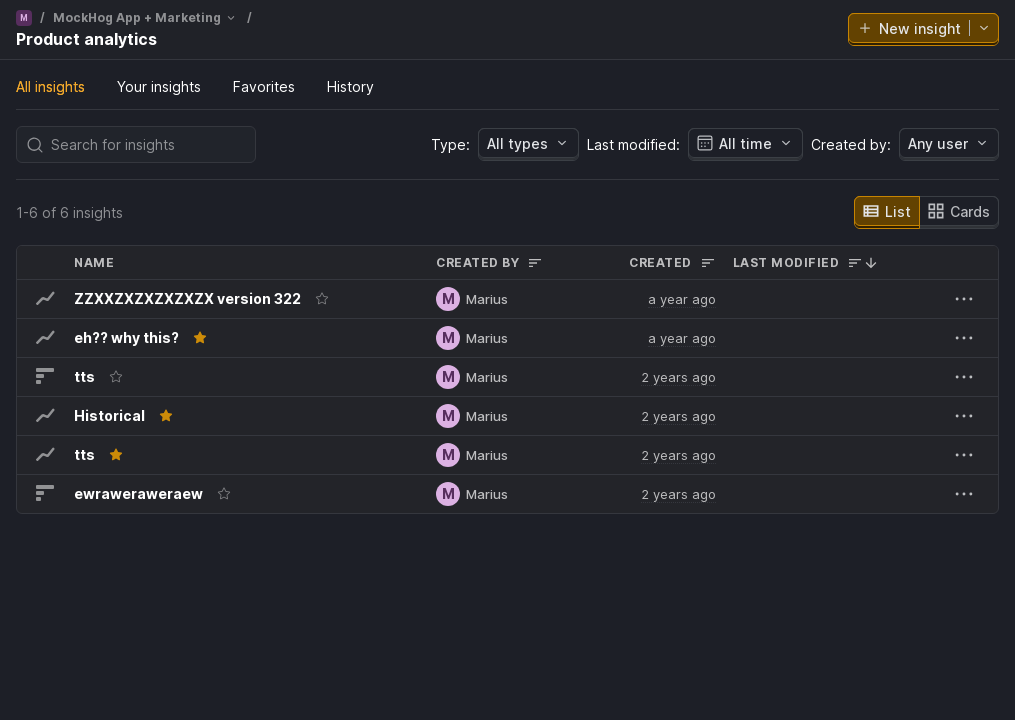 M / MockHog App + Marketing /
Product analytics
New insight
All insights Your insights Favorites History
Search for insights Type: All types Last modified: All time Created by: Any user
1-6 of 6 insights List Cards
NAME CREATED BY CREATED LAST MODIFIED
ZZXXZXZXZXZXZX version 322 M Marius a year ago
eh?? why this? M Marius a year ago
tts M Marius 2 years ago
Historical M Marius 2 years ago
tts M Marius 2 years ago
ewraweraweraew M Marius 2 years ago